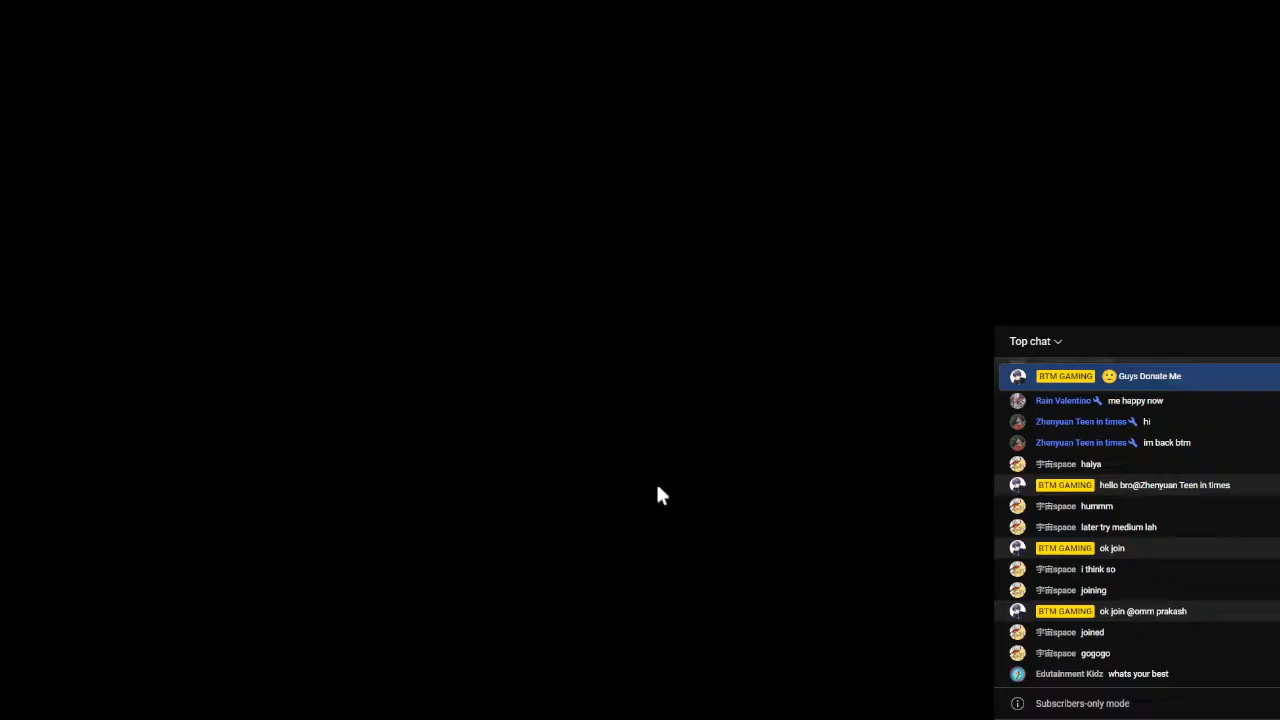 Top chat
BTM GAMING 🙂 Guys Donate Me
Rain Valentino me happy now
Zhenyuan Teen in times hi
Zhenyuan Teen in times im back btm
宇宙space haiya
BTM GAMING hello bro@Zhenyuan Teen in times
宇宙space hummm
宇宙space later try medium lah
BTM GAMING ok join
宇宙space i think so
宇宙space joining
BTM GAMING ok join @omm prakash
宇宙space joined
宇宙space gogogo
Edutainment Kidz whats your best
Subscribers-only mode